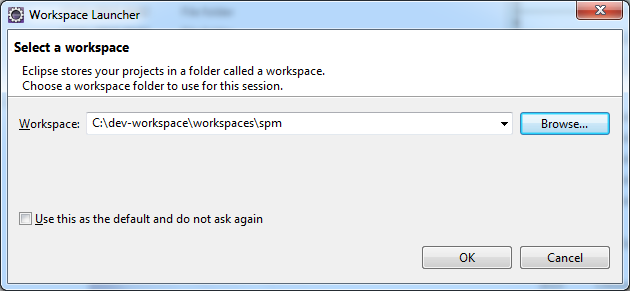 Workspace Launcher
Select a workspace
Eclipse stores your projects in a folder called a workspace.
Choose a workspace folder to use for this session.
Workspace: C:\dev-workspace\workspaces\spm Browse...
Use this as the default and do not ask again
OK Cancel